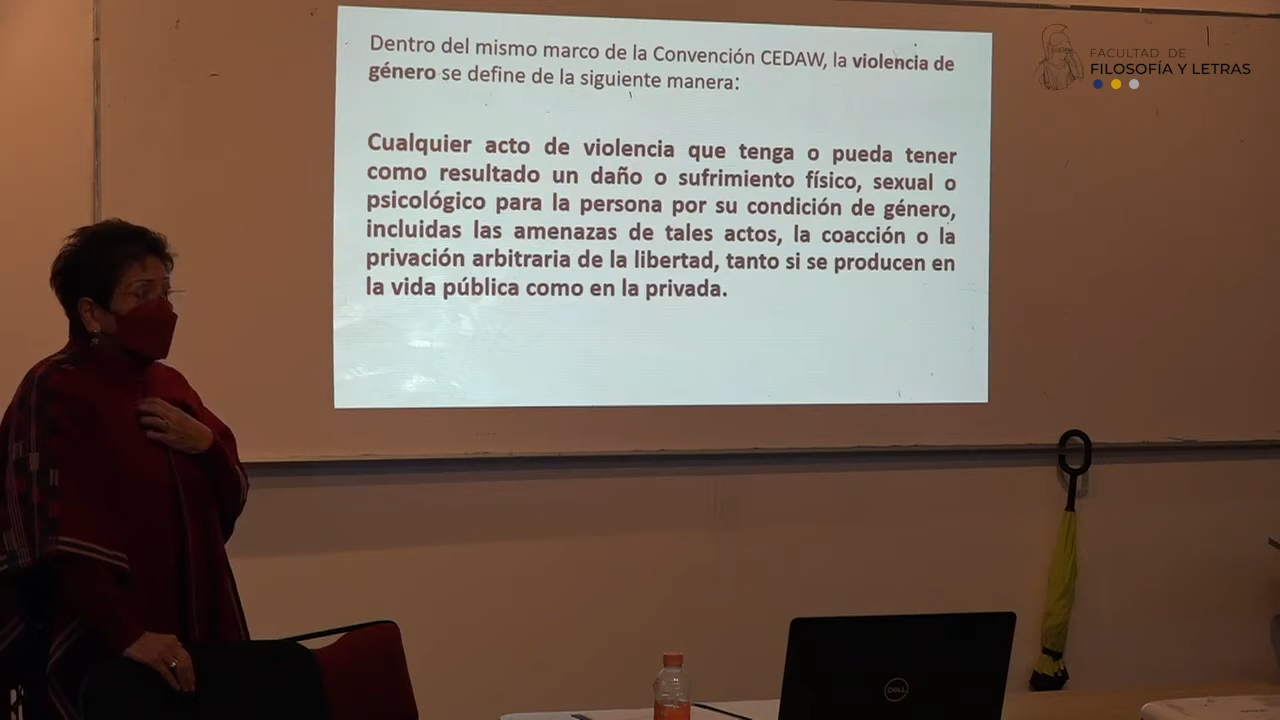 Dentro del mismo marco de la Convención CEDAW, la violencia de
género se define de la siguiente manera:
Cualquier acto de violencia que tenga o pueda tener
como resultado un daño o sufrimiento físico, sexual o
psicológico para la persona por su condición de género,
incluidas las amenazas de tales actos, la coacción o la
privación arbitraria de la libertad, tanto si se producen en
la vida pública como en la privada.
FACULTAD DE
FILOSOFÍA Y LETRAS
DELL